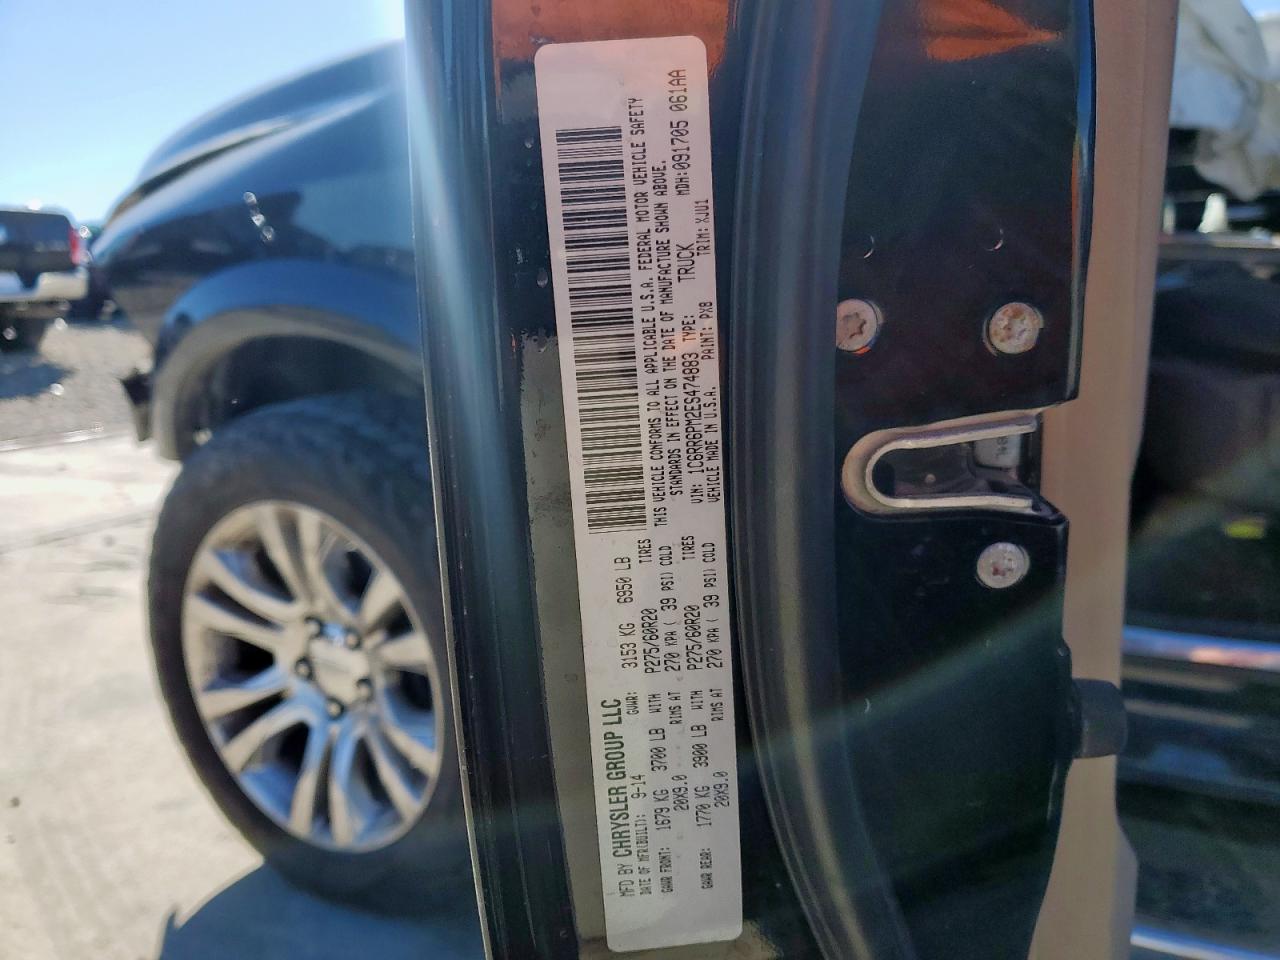 MFD BY CHRYSLER GROUP LLC
DATE OF MFR(BUILT): 9-14 GVWR: 3153 KG 6950 LB
GAWR FRONT: 1679 KG 3700 LB WITH P275/60R20 TIRES
20X9.0 RIMS AT 270 KPA ( 39 PSI) COLD
GAWR REAR: 1770 KG 3900 LB WITH P275/60R20 TIRES
20X9.0 RIMS AT 270 KPA ( 39 PSI) COLD
THIS VEHICLE CONFORMS TO ALL APPLICABLE U.S.A. FEDERAL MOTOR VEHICLE SAFETY
STANDARDS IN EFFECT ON THE DATE OF MANUFACTURE SHOWN ABOVE.
VIN: 1C6RR6PM2ES474883 TYPE: TRUCK MDH:091705 061AA
VEHICLE MADE IN U.S.A. PAINT: PX8 TRIM: XJU1